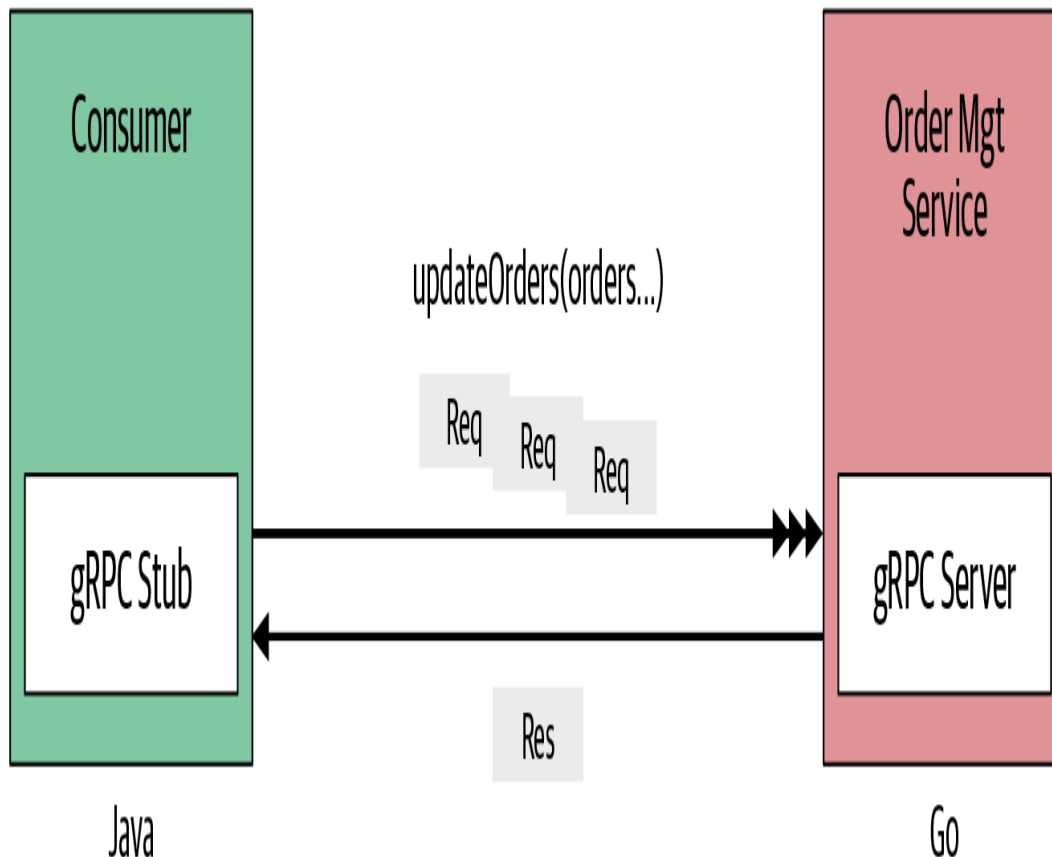 Consumer
Order Mgt
Service
updateOrders(orders...)
Req
Req
Req
gRPC Stub
gRPC Server
Res
Java
Go